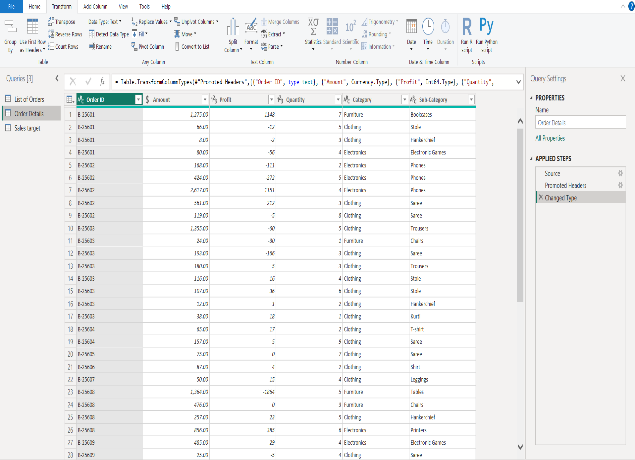 File Home Transform Add Column View Tools Help
Group by
Use First Row as Headers
Transpose
Reverse Rows
Count Rows
Table
Data Type: Text
Detect Data Type
Rename
Replace Values
Fill
Pivot Column
Unpivot Columns
Move
Convert to List
Any Column
Split Column
Format
Merge Columns
Extract
Parse
Text Column
Statistics Standard Scientific
Trigonometry
Rounding
Information
Number Column
Date Time Duration
Date & Time Column
Run R script
Run Python script
Scripts
Queries [3]
List of Orders
Order Details
Sales target
= Table.TransformColumnTypes(#"Promoted Headers",{{"Order ID", type text}, {"Amount", Currency.Type}, {"Profit", Int64.Type}, {"Quantity",
Order ID Amount Profit Quantity Category Sub-Category
1 B-25601 1,275.00 -1148 7 Furniture Bookcases
2 B-25601 66.00 -12 5 Clothing Stole
3 B-25601 8.00 -2 3 Clothing Hankerchief
4 B-25601 80.00 -56 4 Electronics Electronic Games
5 B-25602 168.00 -111 2 Electronics Phones
6 B-25602 424.00 -272 5 Electronics Phones
7 B-25602 2,617.00 1151 4 Electronics Phones
8 B-25602 561.00 212 3 Clothing Saree
9 B-25602 119.00 -5 8 Clothing Saree
10 B-25603 1,355.00 -60 5 Clothing Trousers
11 B-25603 24.00 -30 1 Furniture Chairs
12 B-25603 193.00 -166 3 Clothing Saree
13 B-25603 180.00 5 3 Clothing Trousers
14 B-25603 116.00 16 4 Clothing Stole
15 B-25603 107.00 36 6 Clothing Stole
16 B-25603 12.00 1 2 Clothing Hankerchief
17 B-25603 38.00 18 1 Clothing Kurti
18 B-25604 65.00 17 2 Clothing T-shirt
19 B-25604 157.00 5 9 Clothing Saree
20 B-25605 75.00 0 7 Clothing Saree
21 B-25606 87.00 4 2 Clothing Shirt
22 B-25607 50.00 15 4 Clothing Leggings
23 B-25608 1,364.00 -1864 5 Furniture Tables
24 B-25608 476.00 0 3 Furniture Chairs
25 B-25608 257.00 23 5 Clothing Hankerchief
26 B-25608 856.00 385 6 Electronics Printers
27 B-25609 485.00 29 4 Electronics Electronic Games
28 B-25609 25.00 -5 4 Clothing Saree
Query Settings
PROPERTIES
Name
Order Details
All Properties
APPLIED STEPS
Source
Promoted Headers
Changed Type